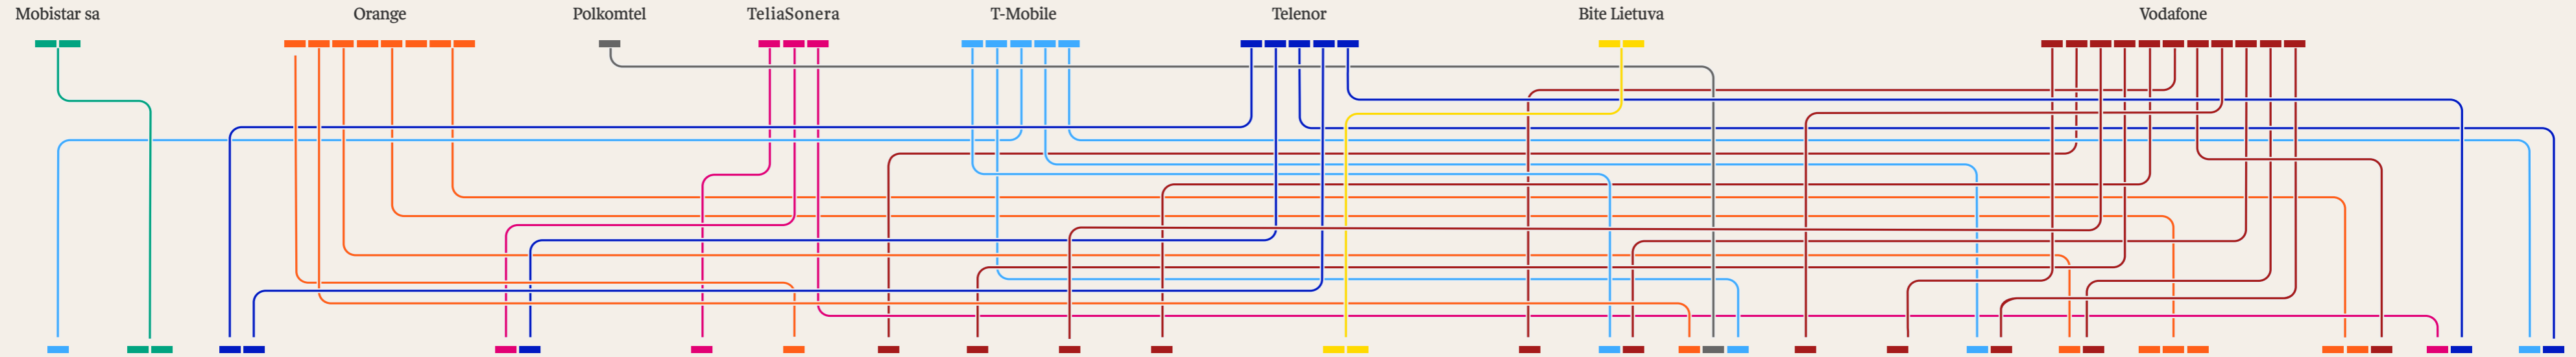 Mobistar sa
Orange
Polkomtel
TeliaSonera
T-Mobile
Telenor
Bite Lietuva
Vodafone